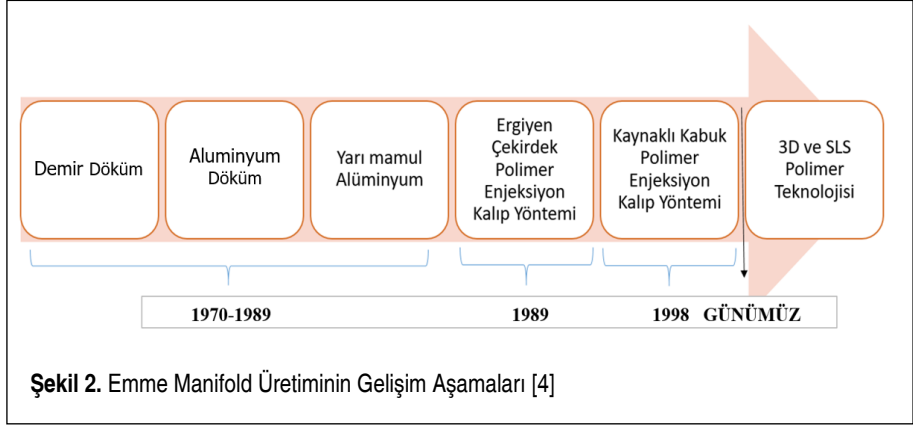 Demir Döküm
Aluminyum
Döküm
Yarı mamul
Alüminyum
Ergiyen
Çekirdek
Polimer
Enjeksiyon
Kalıp Yöntemi
Kaynaklı Kabuk
Polimer
Enjeksiyon
Kalıp Yöntemi
3D ve SLS
Polimer
Teknolojisi
1970-1989
1989
1998 GÜNÜMÜZ
Şekil 2. Emme Manifold Üretiminin Gelişim Aşamaları [4]